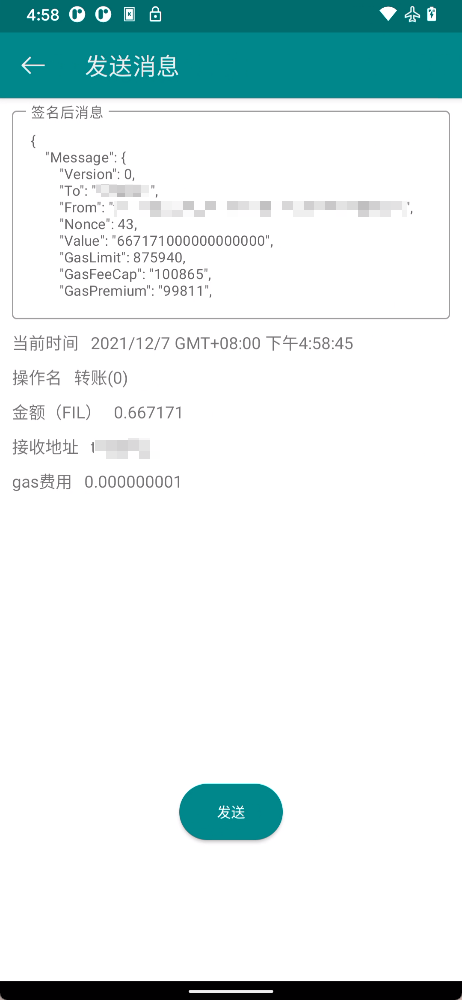 4:58
发送消息
签名后消息
{
"Message": {
"Version": 0,
"To": "",
"From": "",
"Nonce": 43,
"Value": "667171000000000000",
"GasLimit": 875940,
"GasFeeCap": "100865",
"GasPremium": "99811",
当前时间 2021/12/7 GMT+08:00 下午4:58:45
操作名 转账(0)
金额（FIL） 0.667171
接收地址 t
gas费用 0.000000001
发送